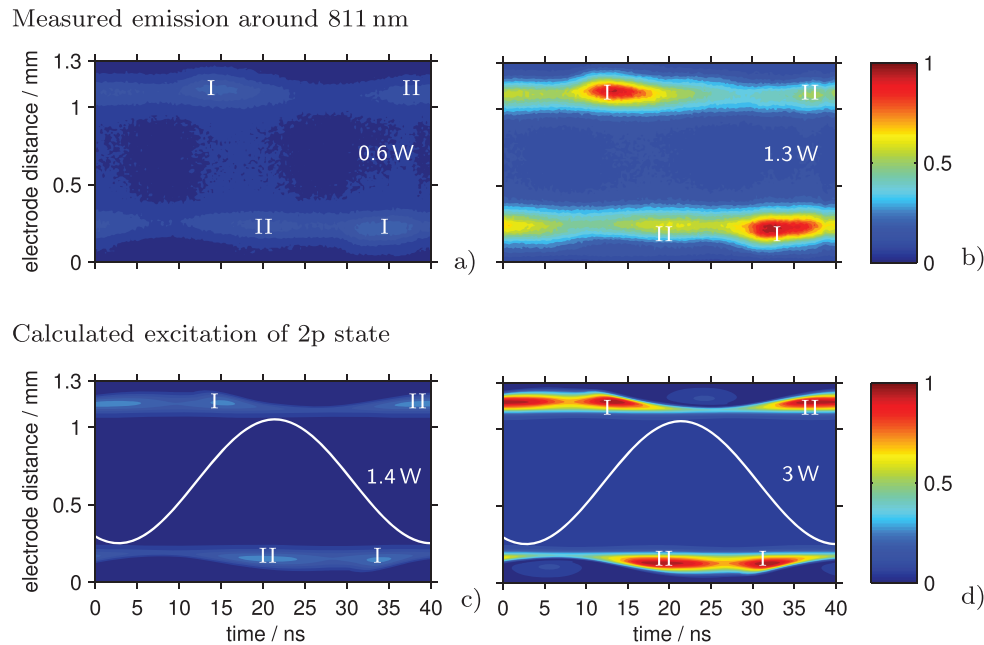 Measured emission around 811 nm
electrode distance / mm
1.3
1
0.5
0
I
II
0.6 W
II
I
a)
I
II
1.3 W
II
I
1
0.5
0
b)
Calculated excitation of 2p state
electrode distance / mm
1.3
1
0.5
0
I
II
1.4 W
II
I
c)
I
II
3 W
II
I
1
0.5
0
d)
0 5 10 15 20 25 30 35 40
time / ns
0 5 10 15 20 25 30 35 40
time / ns